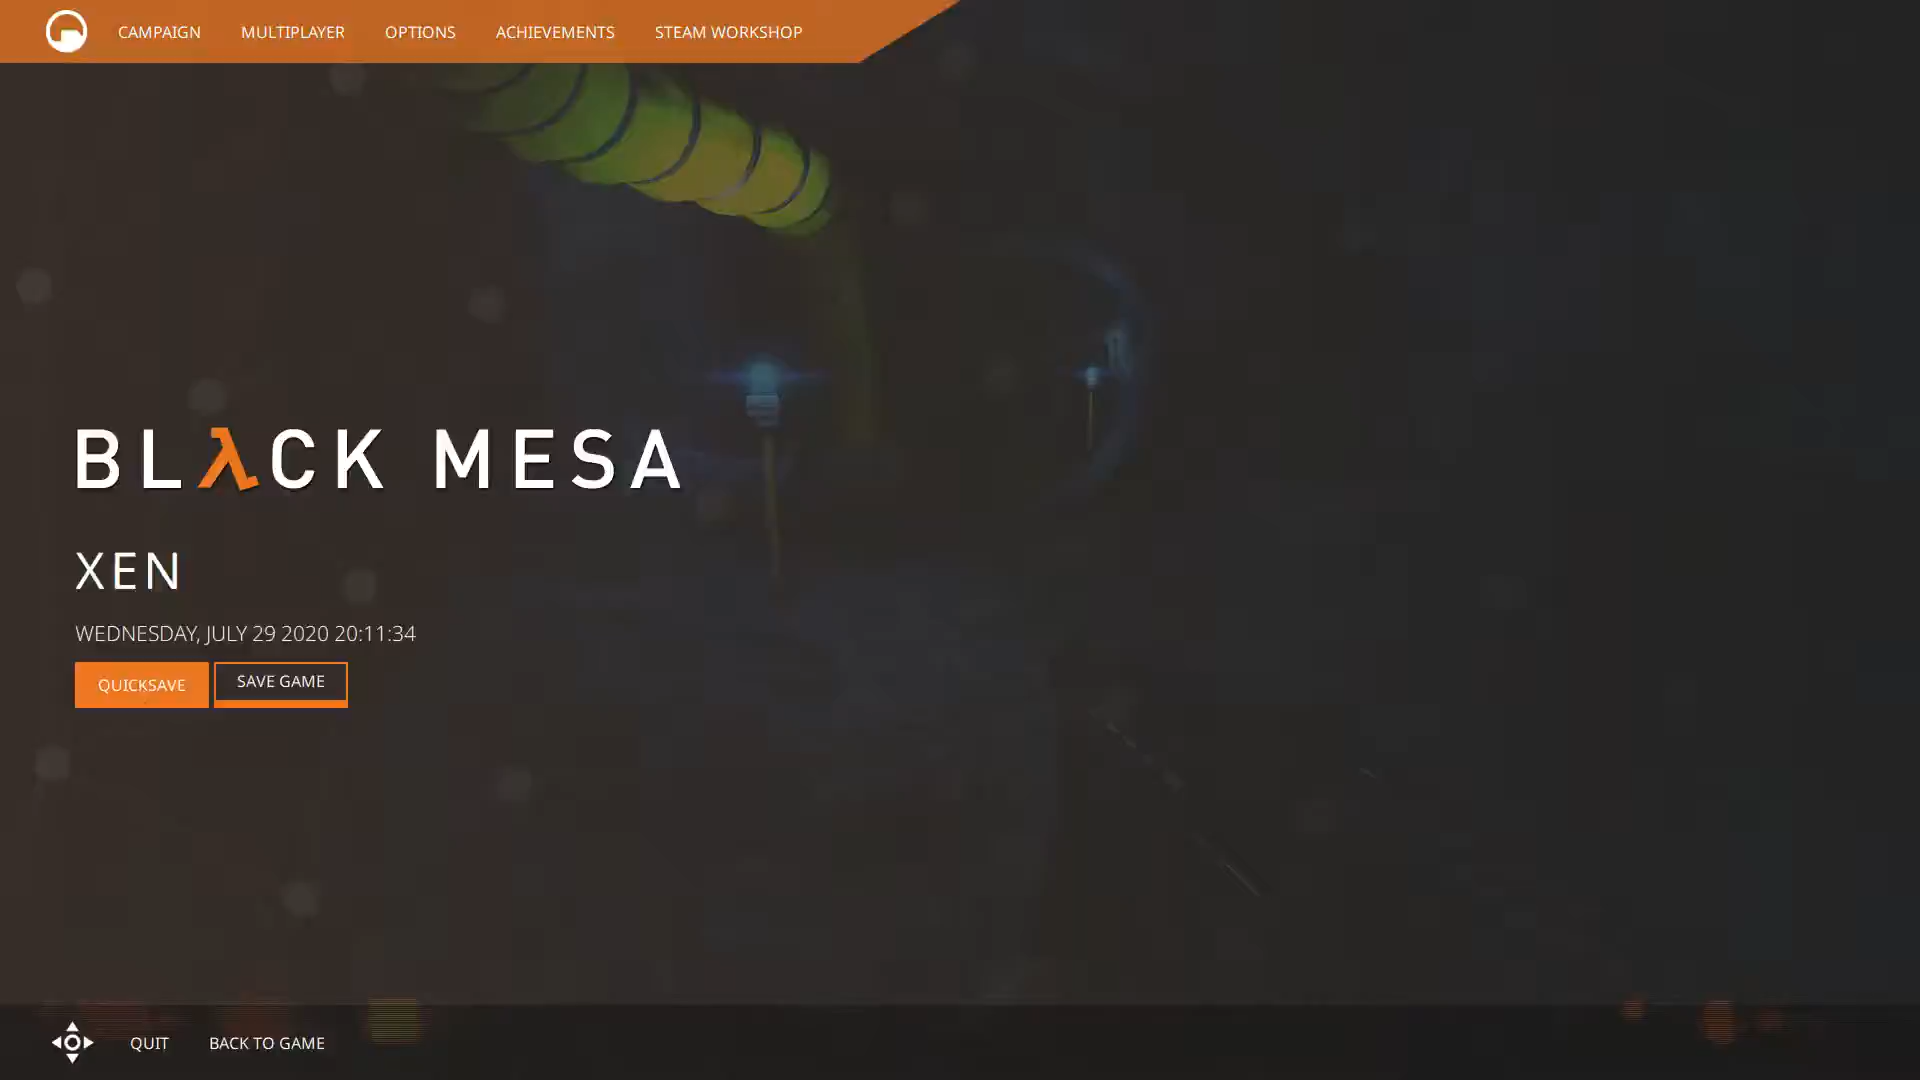 CAMPAIGN MULTIPLAYER OPTIONS ACHIEVEMENTS STEAM WORKSHOP
BLλCK MESA
XEN
WEDNESDAY, JULY 29 2020 20:11:34
QUICKSAVE SAVE GAME
QUIT BACK TO GAME